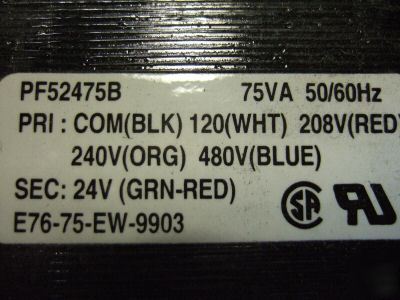 PF52475B 75VA 50/60Hz
PRI : COM(BLK) 120(WHT) 208V(RED)
240V(ORG) 480V(BLUE)
SEC: 24V (GRN-RED)
E76-75-EW-9903